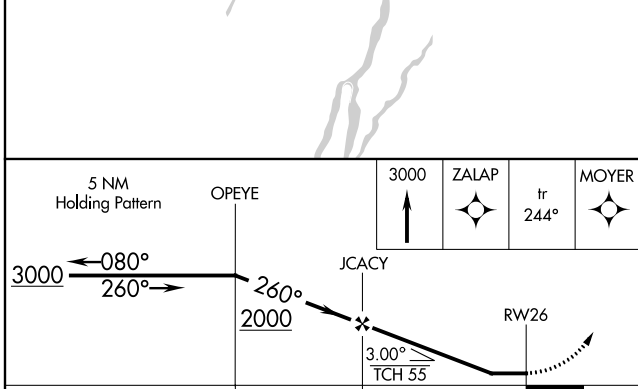 5 NM
Holding Pattern
OPEYE
3000
ZALAP
tr
244°
MOYER
JCACY
3000
080°
260°
260°
2000
RW26
3.00°
TCH 55